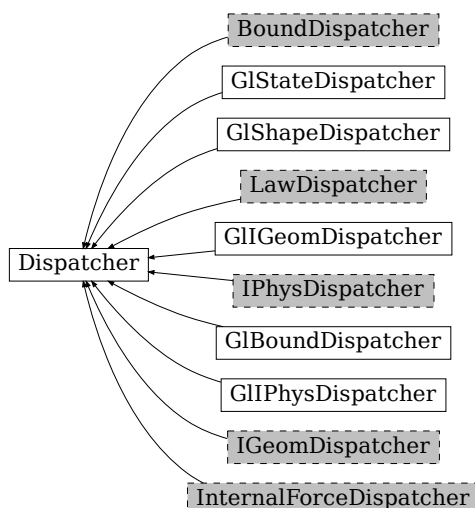 BoundDispatcher
GlStateDispatcher
GlShapeDispatcher
LawDispatcher
GlIGeomDispatcher
Dispatcher
IPhysDispatcher
GlBoundDispatcher
GlIPhysDispatcher
IGeomDispatcher
InternalForceDispatcher